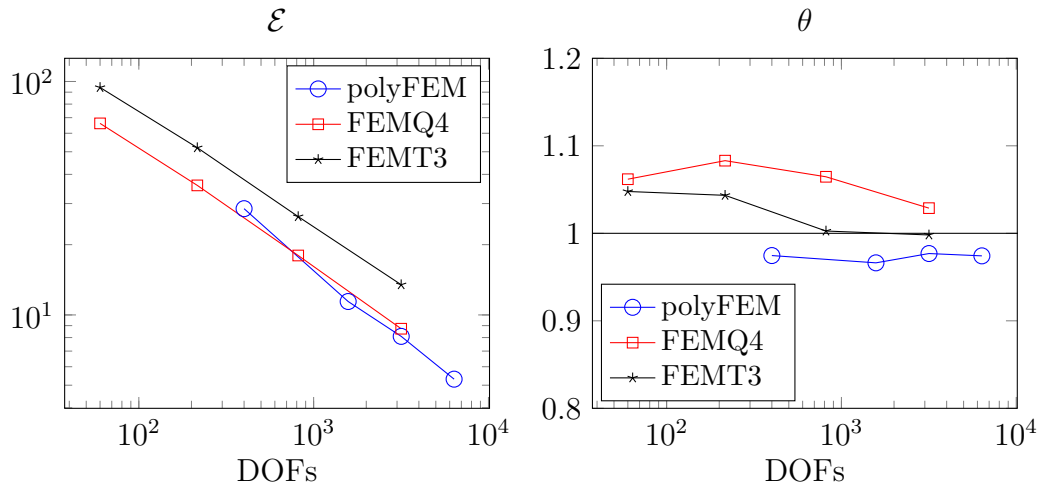 ℰ
10²
10¹
10²
10³
10⁴
DOFs
polyFEM
FEMQ4
FEMT3
θ
1.2
1.1
1
0.9
0.8
10²
10³
10⁴
DOFs
polyFEM
FEMQ4
FEMT3